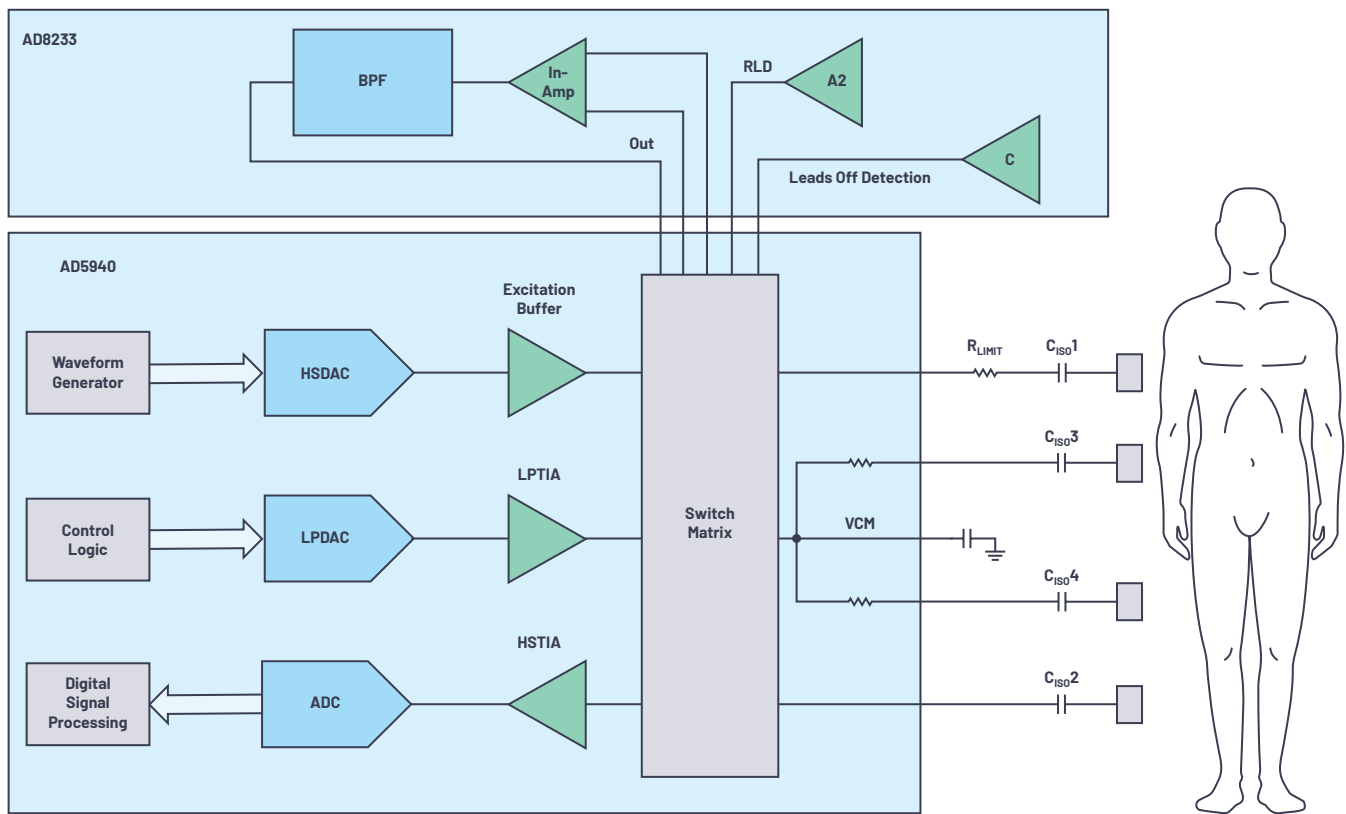 AD8233
BPF
In-
Amp
RLD
A2
Out
Leads Off Detection
C
AD5940
Excitation
Buffer
Waveform
Generator
HSDAC
RLIMIT
CISO1
CISO3
LPTIA
Control
Logic
LPDAC
Switch
Matrix
VCM
CISO4
HSTIA
Digital
Signal
Processing
ADC
CISO2